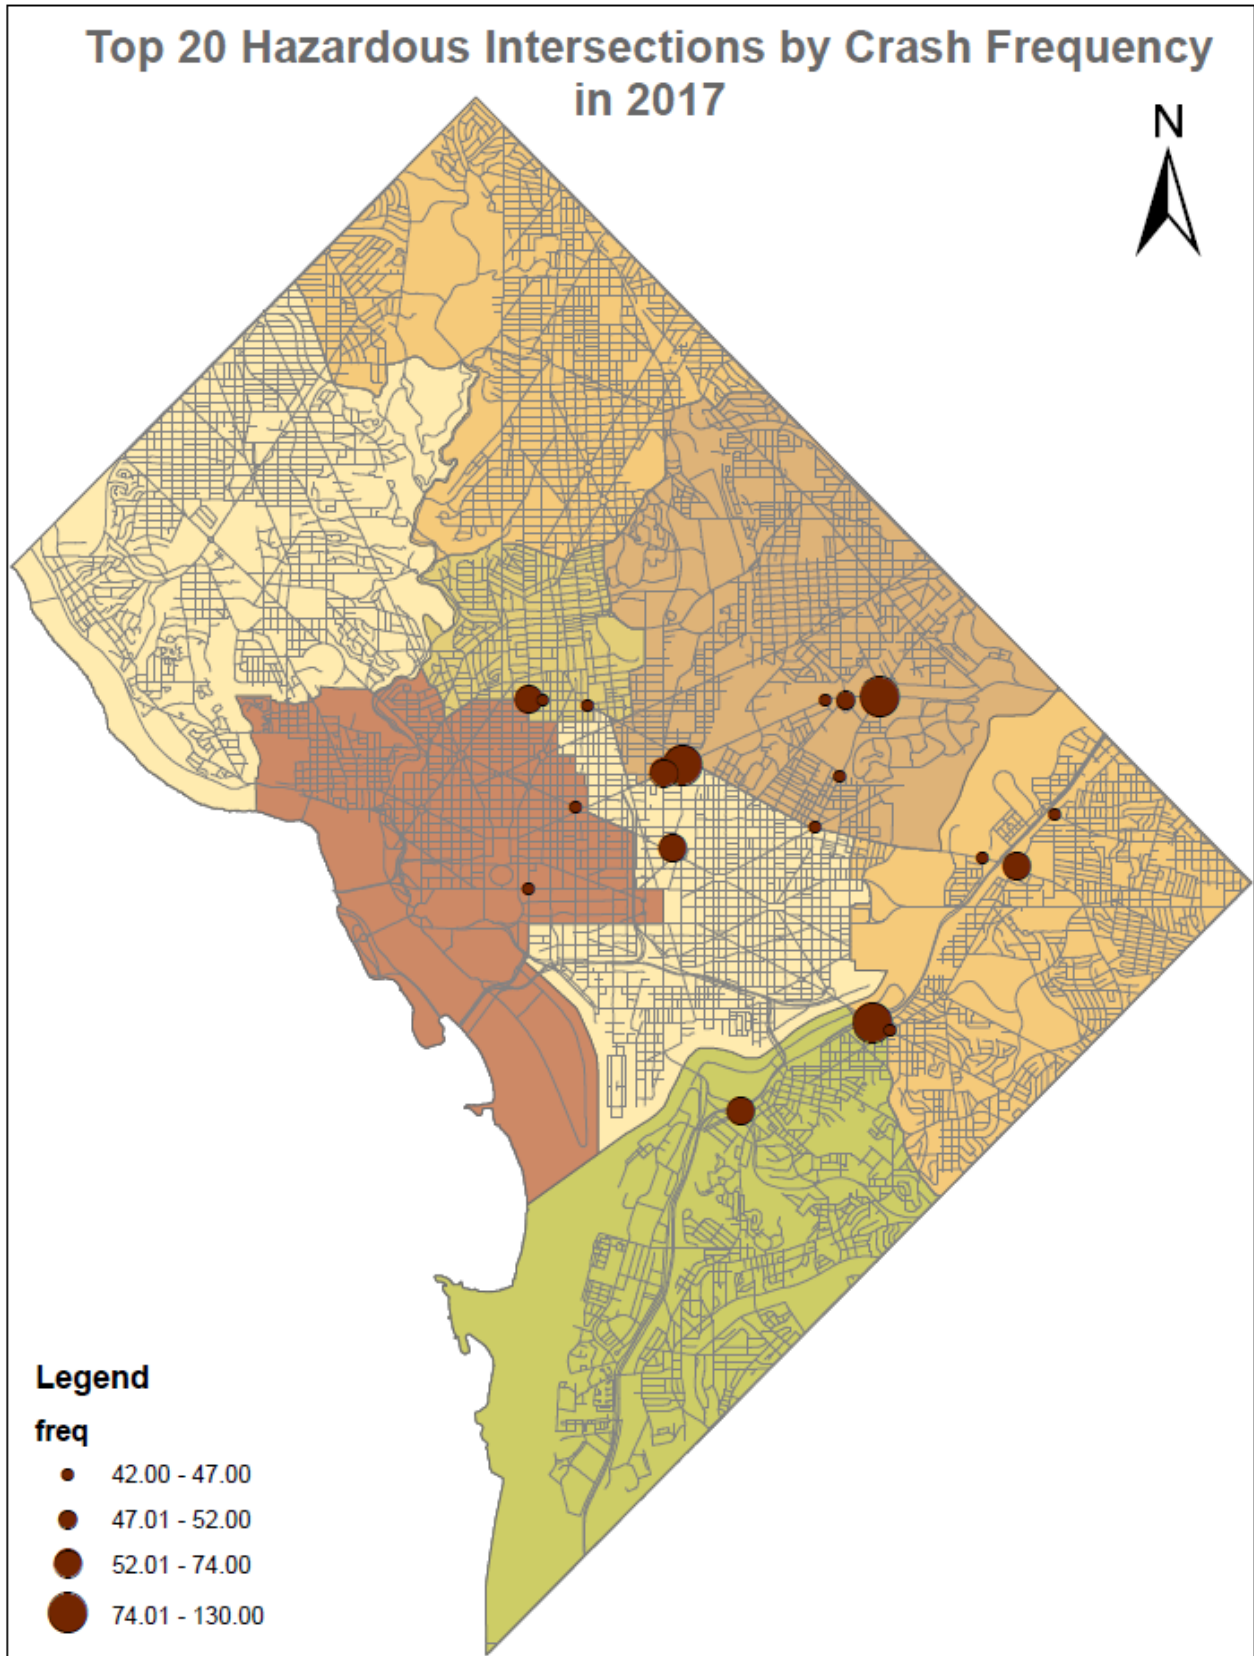 Top 20 Hazardous Intersections by Crash Frequency
in 2017
N
Legend
freq
42.00 - 47.00
47.01 - 52.00
52.01 - 74.00
74.01 - 130.00